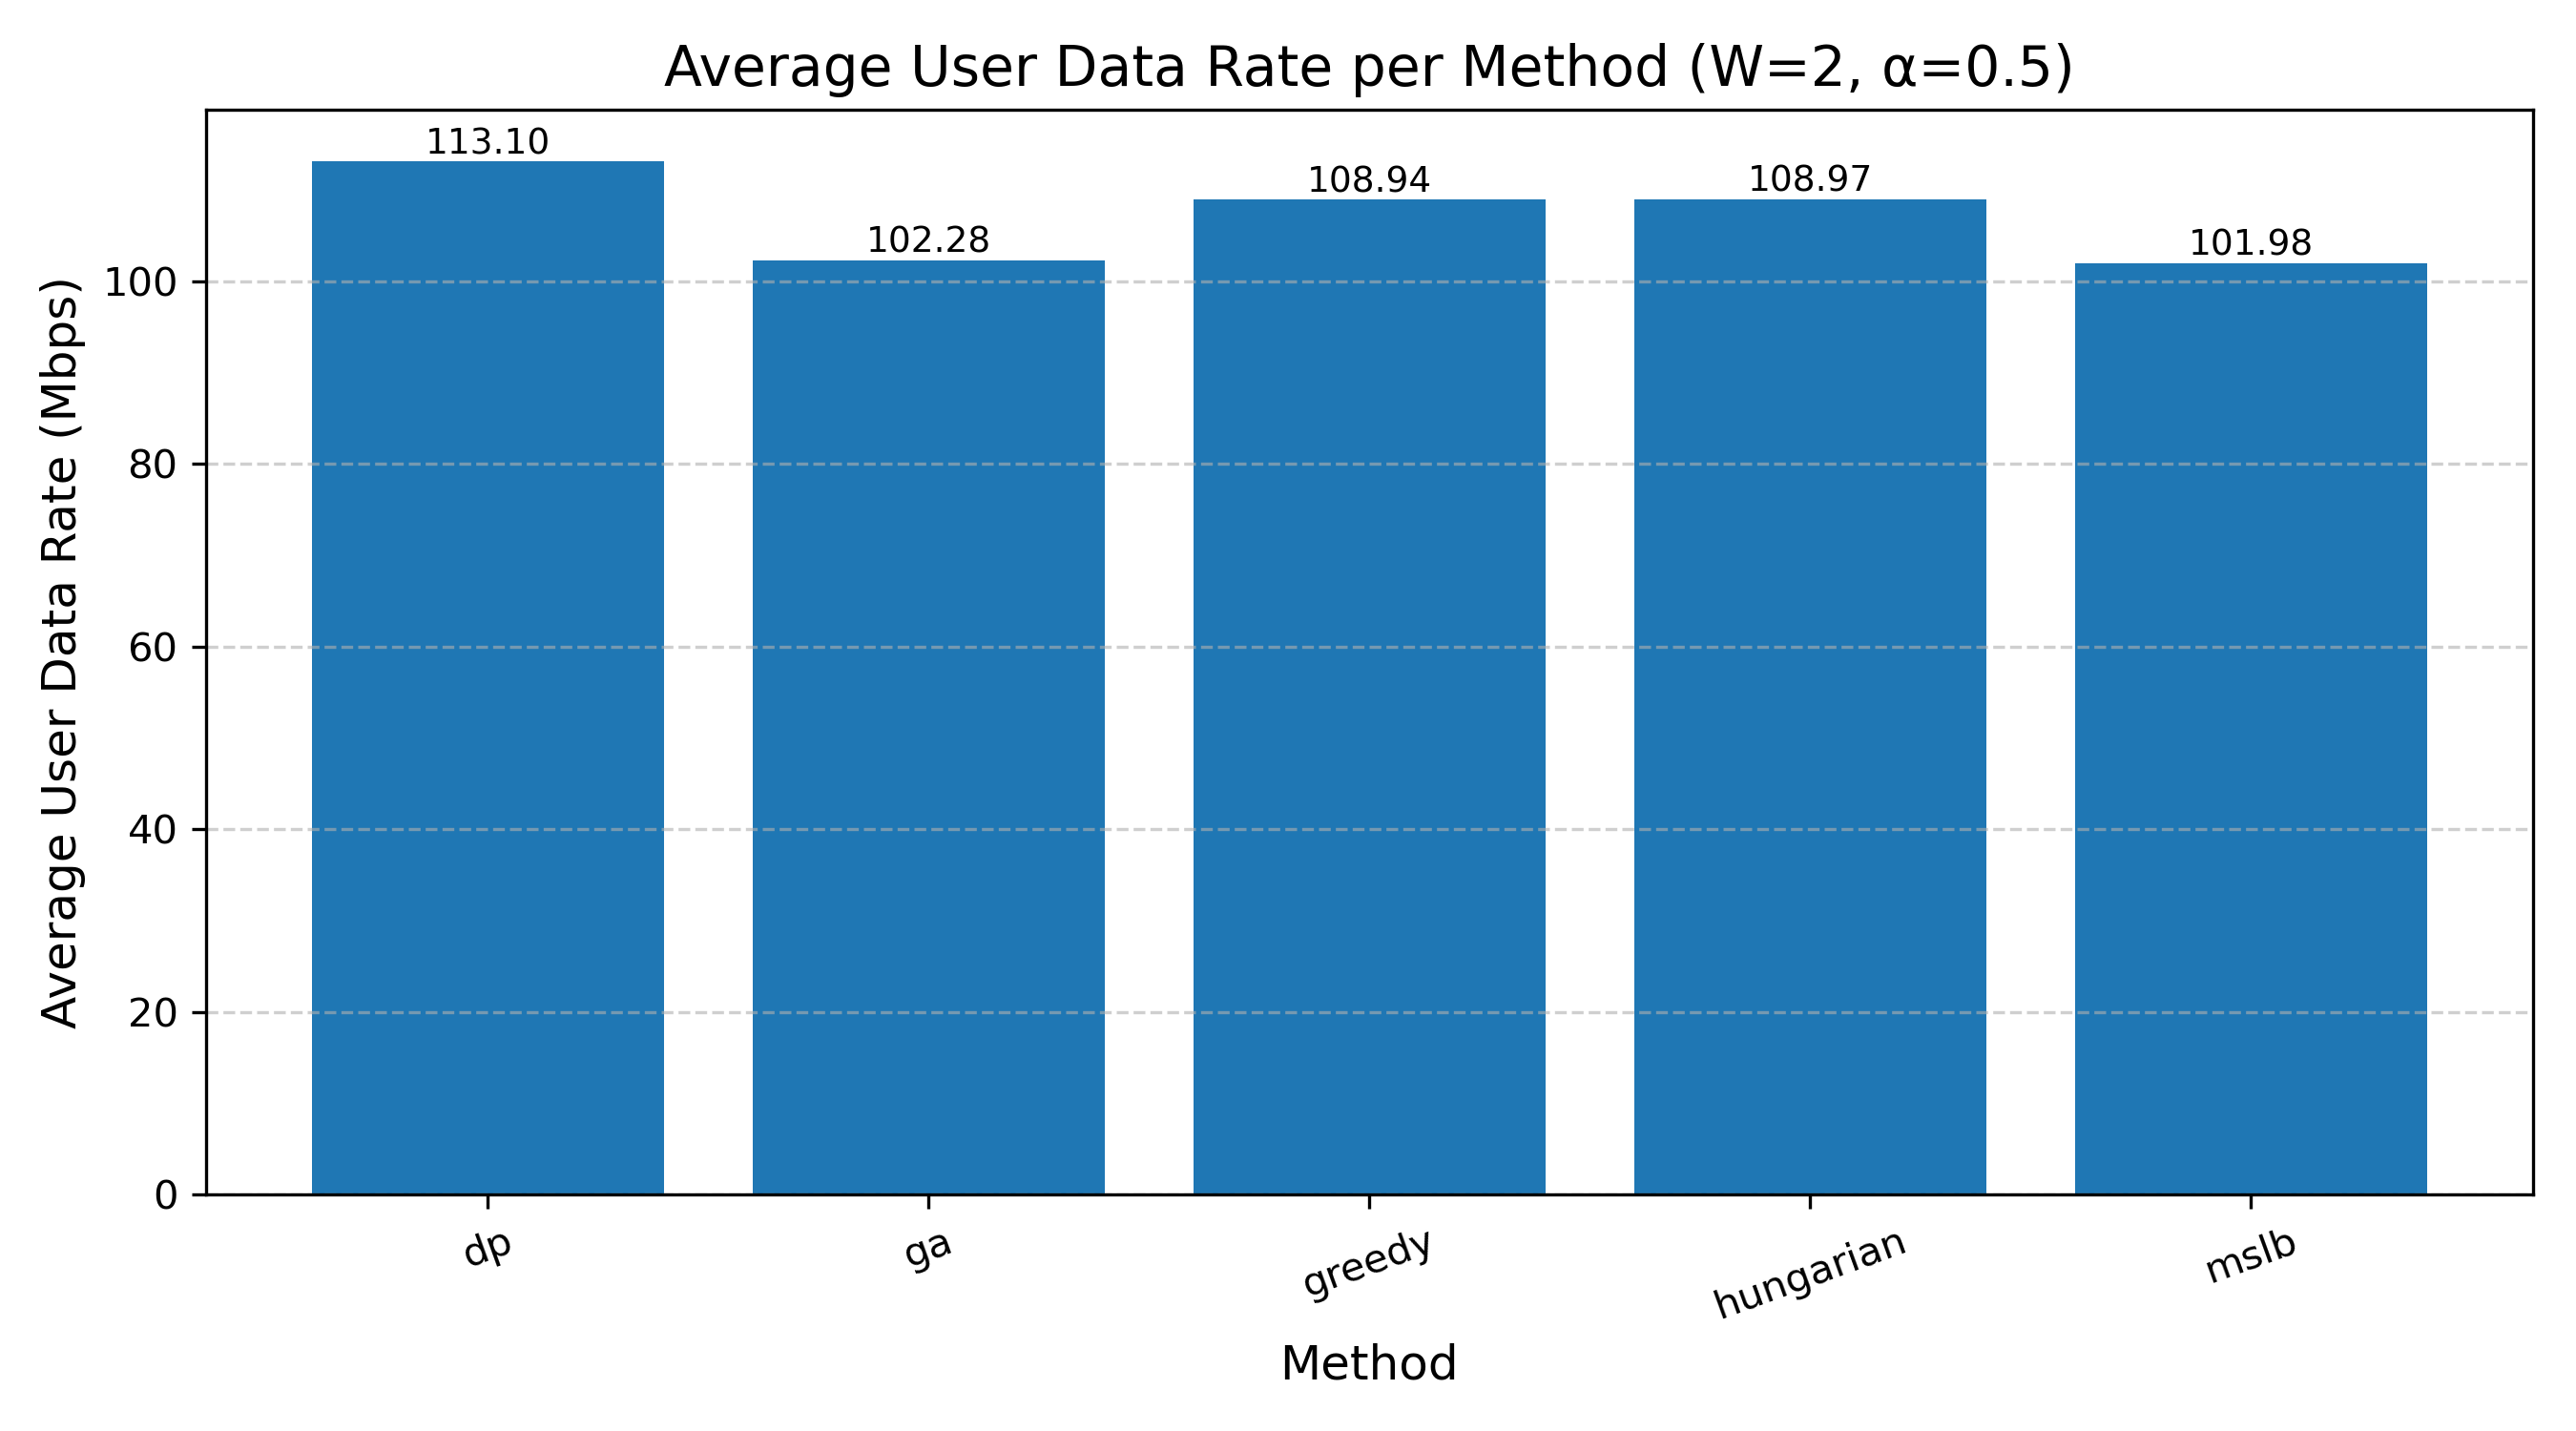 Average User Data Rate per Method (W=2, α=0.5)
113.10
102.28
108.94
108.97
101.98
Average User Data Rate (Mbps)
100
80
60
40
20
0
dp
ga
greedy
hungarian
mslb
Method